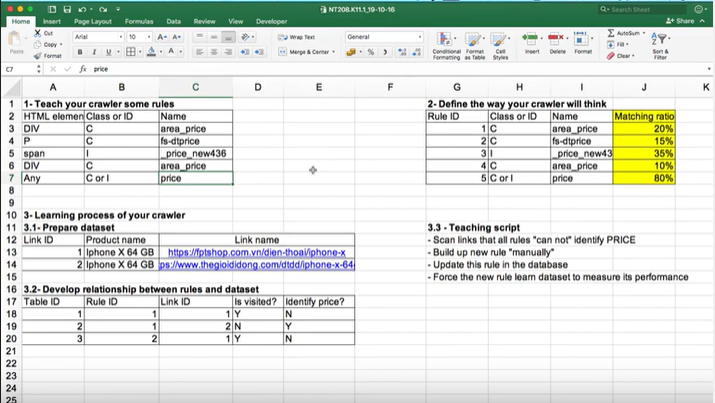 NT208.K11.1_19-10-16
Search Sheet
Home Insert Page Layout Formulas Data Review View Developer
Share
Paste Cut Copy Format
Arial 10
Wrap Text
Merge & Center
General
Conditional Formatting
Format as Table
Cell Styles
Insert Delete Format
AutoSum
Fill
Clear
Sort & Filter
C7 fx price
A B C D E F G H I J K
1 1- Teach your crawler some rules 2- Define the way your crawler will think
2 HTML elemen Class or ID Name Rule ID Class or ID Name Matching ratio
3 DIV C area_price 1 C area_price 20%
4 P C fs-dtprice 2 C fs-dtprice 15%
5 span I _price_new436 3 I _price_new43 35%
6 DIV C area_price 4 C area_price 10%
7 Any C or I price 5 C or I price 80%
8
9
10 3- Learning process of your crawler
11 3.1- Prepare dataset 3.3 - Teaching script
12 Link ID Product name Link name - Scan links that all rules "can not" identify PRICE
13 1 Iphone X 64 GB https://fptshop.com.vn/dien-thoai/iphone-x - Build up new rule "manually"
14 2 Iphone X 64 GB ps://www.thegioididong.com/dtdd/iphone-x-64 - Update this rule in the database
15 - Force the new rule learn dataset to measure its performance
16 3.2- Develop relationship between rules and dataset
17 Table ID Rule ID Link ID Is visited? Identify price?
18 1 1 1 Y N
19 2 1 2 N Y
20 3 2 1 Y N
21
22
23
24
25